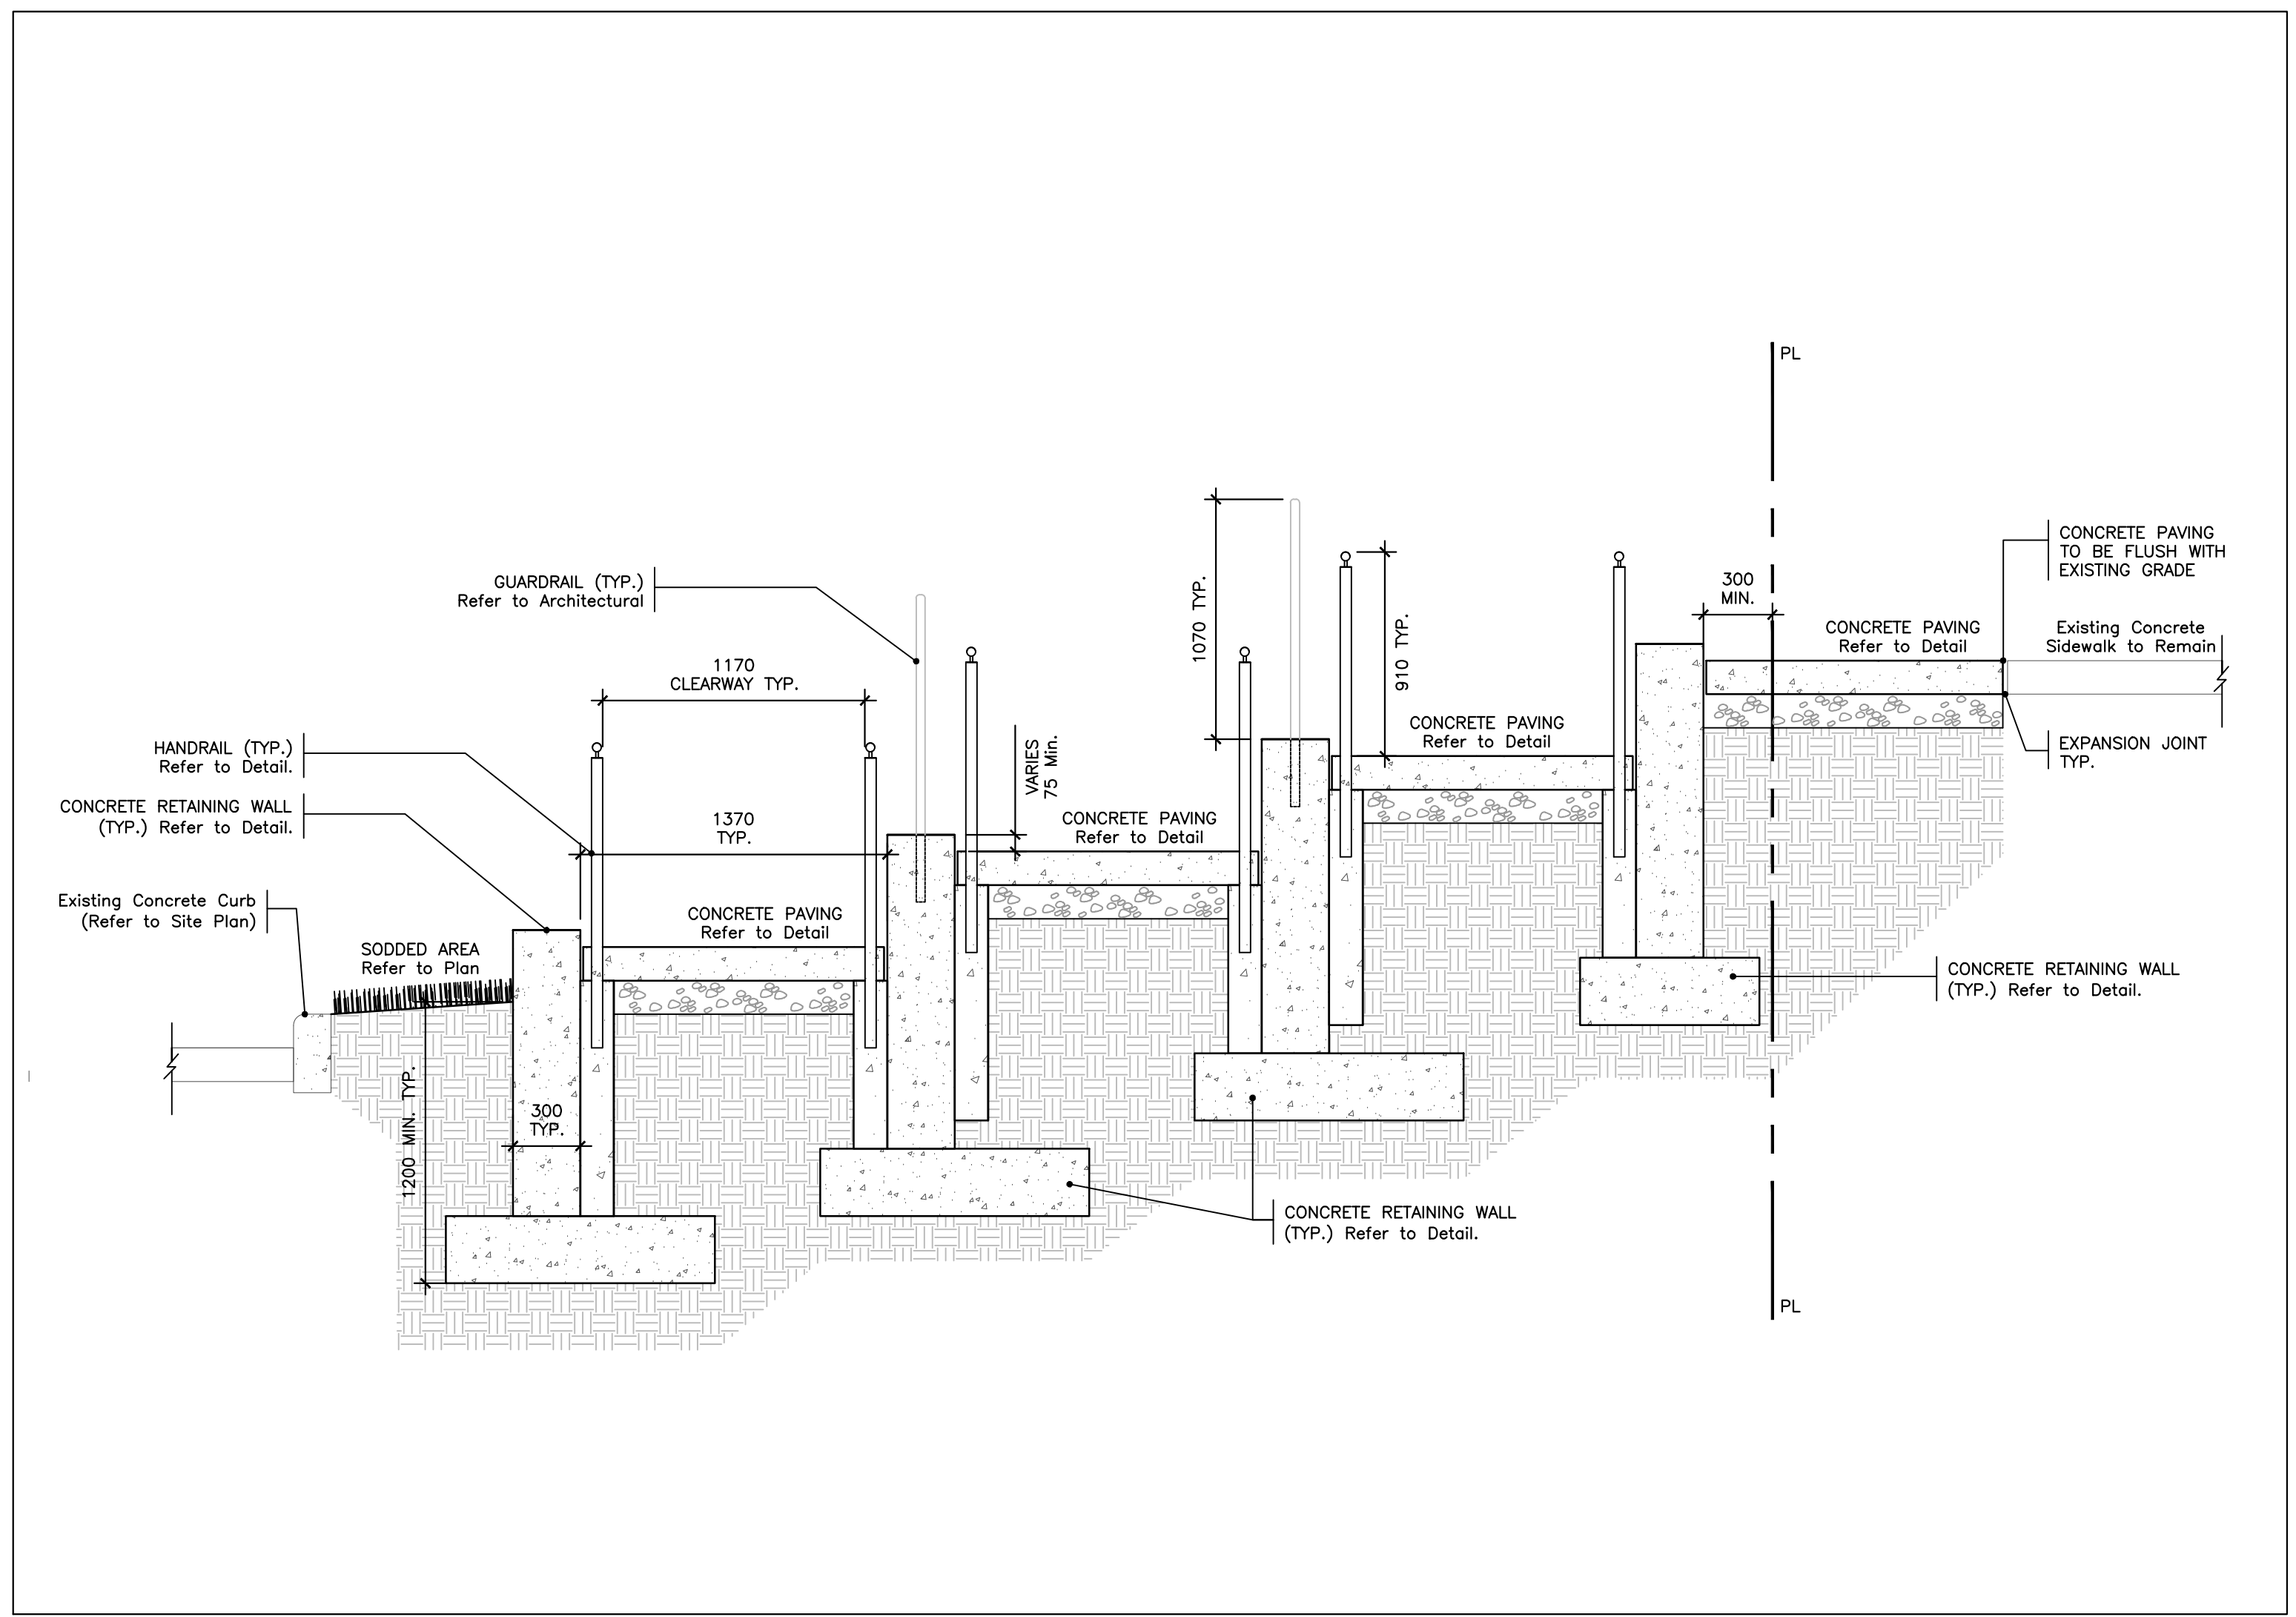 PL
CONCRETE PAVING
TO BE FLUSH WITH
EXISTING GRADE
GUARDRAIL (TYP.)
Refer to Architectural
1070 TYP.
910 TYP.
300
MIN.
CONCRETE PAVING
Refer to Detail
Existing Concrete
Sidewalk to Remain
1170
CLEARWAY TYP.
CONCRETE PAVING
Refer to Detail
HANDRAIL (TYP.)
Refer to Detail.
VARIES
75 Min.
EXPANSION JOINT
TYP.
CONCRETE RETAINING WALL
(TYP.) Refer to Detail.
1370
TYP.
CONCRETE PAVING
Refer to Detail
Existing Concrete Curb
(Refer to Site Plan)
CONCRETE PAVING
Refer to Detail
SODDED AREA
Refer to Plan
CONCRETE RETAINING WALL
(TYP.) Refer to Detail.
1200 MIN. TYP.
300
TYP.
CONCRETE RETAINING WALL
(TYP.) Refer to Detail.
PL